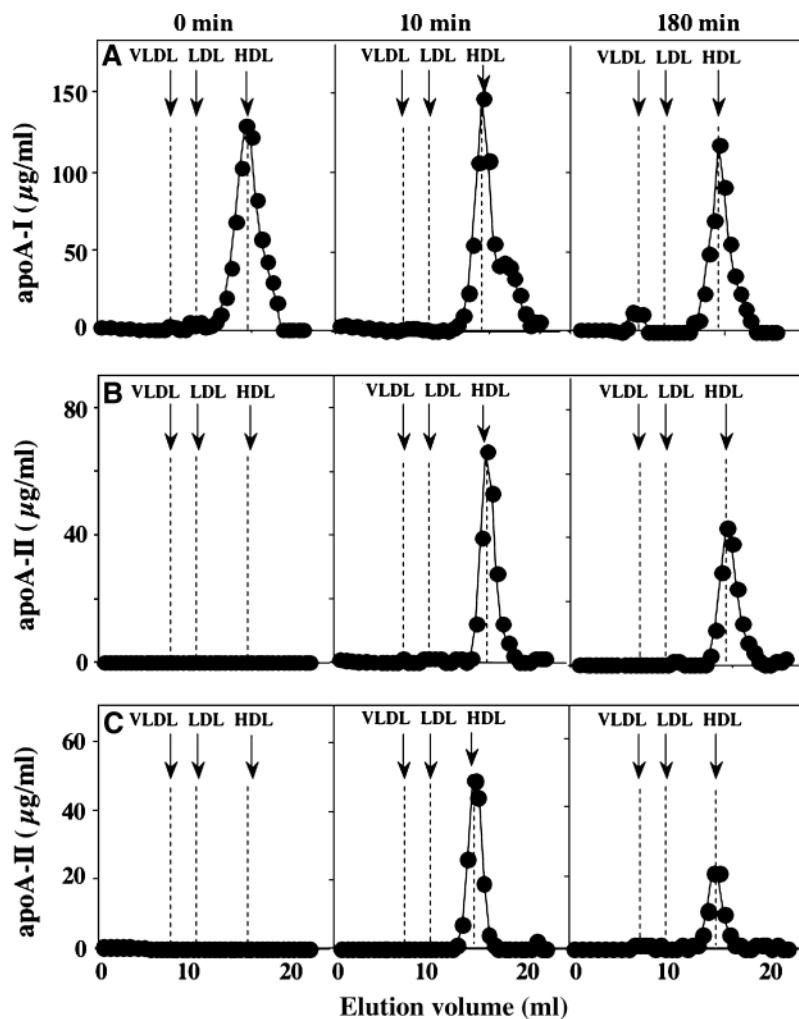 0 min 10 min 180 min
A VLDL LDL HDL VLDL LDL HDL VLDL LDL HDL
150
100
50
0
apoA-I (μg/ml)
B VLDL LDL HDL VLDL LDL HDL VLDL LDL HDL
80
40
0
apoA-II (μg/ml)
C VLDL LDL HDL VLDL LDL HDL VLDL LDL HDL
60
40
20
0
apoA-II (μg/ml)
0 10 20 0 10 20 0 10 20
Elution volume (ml)